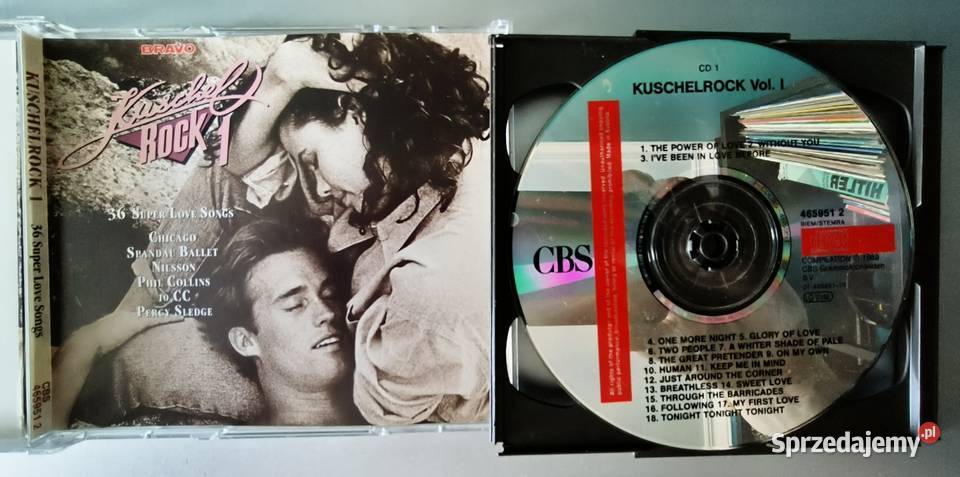 KUSCHELROCK 1
36 Super Love Songs
CBS
465951 2
BRAVO
Kuschel
ROCK 1
36 SUPER LOVE SONGS
CHICAGO
SPANDAU BALLET
NILSSON
PHIL COLLINS
10 CC
PERCY SLEDGE
CD 1
KUSCHELROCK Vol. I
1. THE POWER OF LOVE 2. WITHOUT YOU
3. I'VE BEEN IN LOVE BEFORE
HITLER
465951 2
BIEM/STEMRA
CBS
COMPILATION © 1989
CBS Grammofoonplaten
B.V.
4. ONE MORE NIGHT 5. GLORY OF LOVE
6. TWO PEOPLE 7. A WHITER SHADE OF PALE
8. THE GREAT PRETENDER 9. ON MY OWN
10. HUMAN 11. KEEP ME IN MIND
12. JUST AROUND THE CORNER
13. BREATHLESS 14. SWEET LOVE
15. THROUGH THE BARRICADES
16. FOLLOWING 17. MY FIRST LOVE
18. TONIGHT TONIGHT TONIGHT
Sprzedajemy.pl